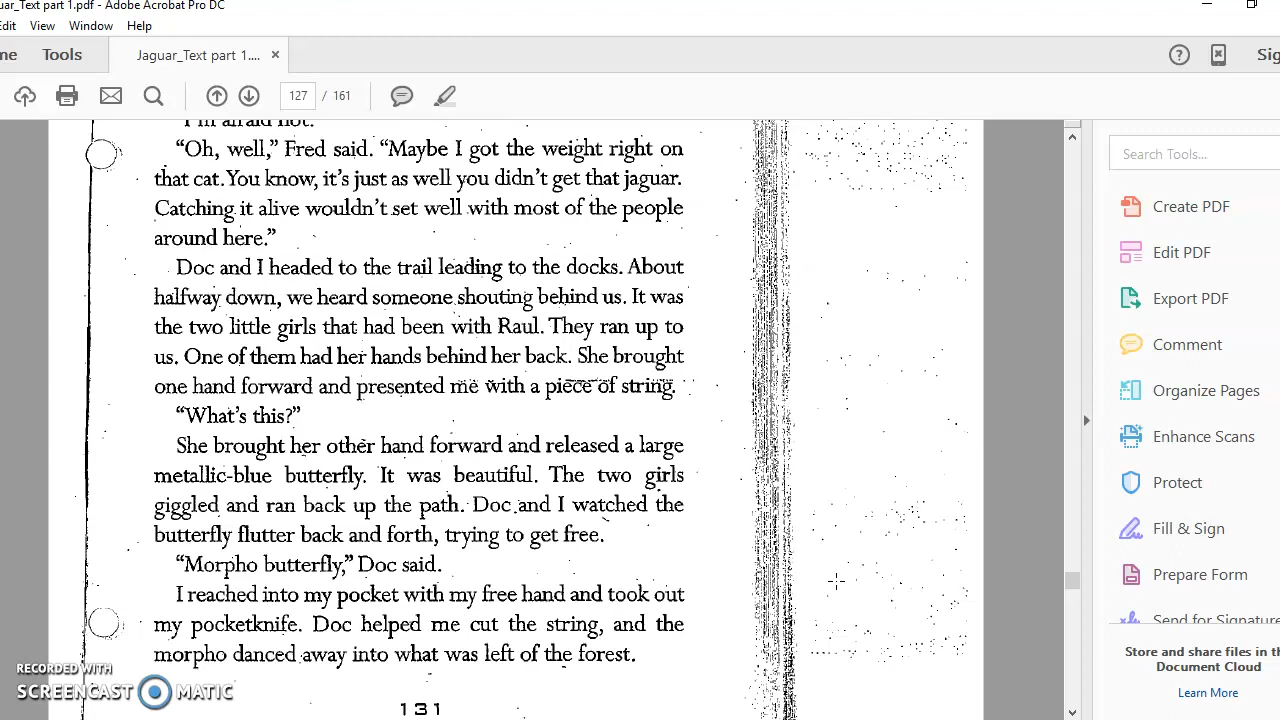 uar_Text part 1.pdf - Adobe Acrobat Pro DC
Edit View Window Help
me Tools Jaguar_Text part 1.... × Sig
127 / 161
"I'm afraid not.
"Oh, well," Fred said. "Maybe I got the weight right on
that cat. You know, it's just as well you didn't get that jaguar.
Catching it alive wouldn't set well with most of the people
around here."
Doc and I headed to the trail leading to the docks. About
halfway down, we heard someone shouting behind us. It was
the two little girls that had been with Raul. They ran up to
us. One of them had her hands behind her back. She brought
one hand forward and presented me with a piece of string.
"What's this?"
She brought her other hand forward and released a large
metallic-blue butterfly. It was beautiful. The two girls
giggled and ran back up the path. Doc and I watched the
butterfly flutter back and forth, trying to get free.
"Morpho butterfly," Doc said.
I reached into my pocket with my free hand and took out
my pocketknife. Doc helped me cut the string, and the
morpho danced away into what was left of the forest.
131
Search Tools...
Create PDF
Edit PDF
Export PDF
Comment
Organize Pages
Enhance Scans
Protect
Fill & Sign
Prepare Form
Send for Signature
Store and share files in th
Document Cloud
Learn More
RECORDED WITH
SCREENCAST MATIC